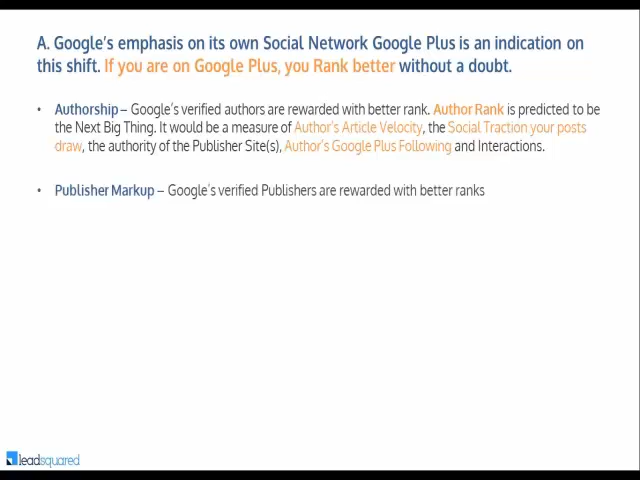 A. Google's emphasis on its own Social Network Google Plus is an indication on
this shift. If you are on Google Plus, you Rank better without a doubt.
• Authorship – Google's verified authors are rewarded with better rank. Author Rank is predicted to be
the Next Big Thing. It would be a measure of Author's Article Velocity, the Social Traction your posts
draw, the authority of the Publisher Site(s), Author's Google Plus Following and Interactions.
• Publisher Markup – Google's verified Publishers are rewarded with better ranks
leadsquared